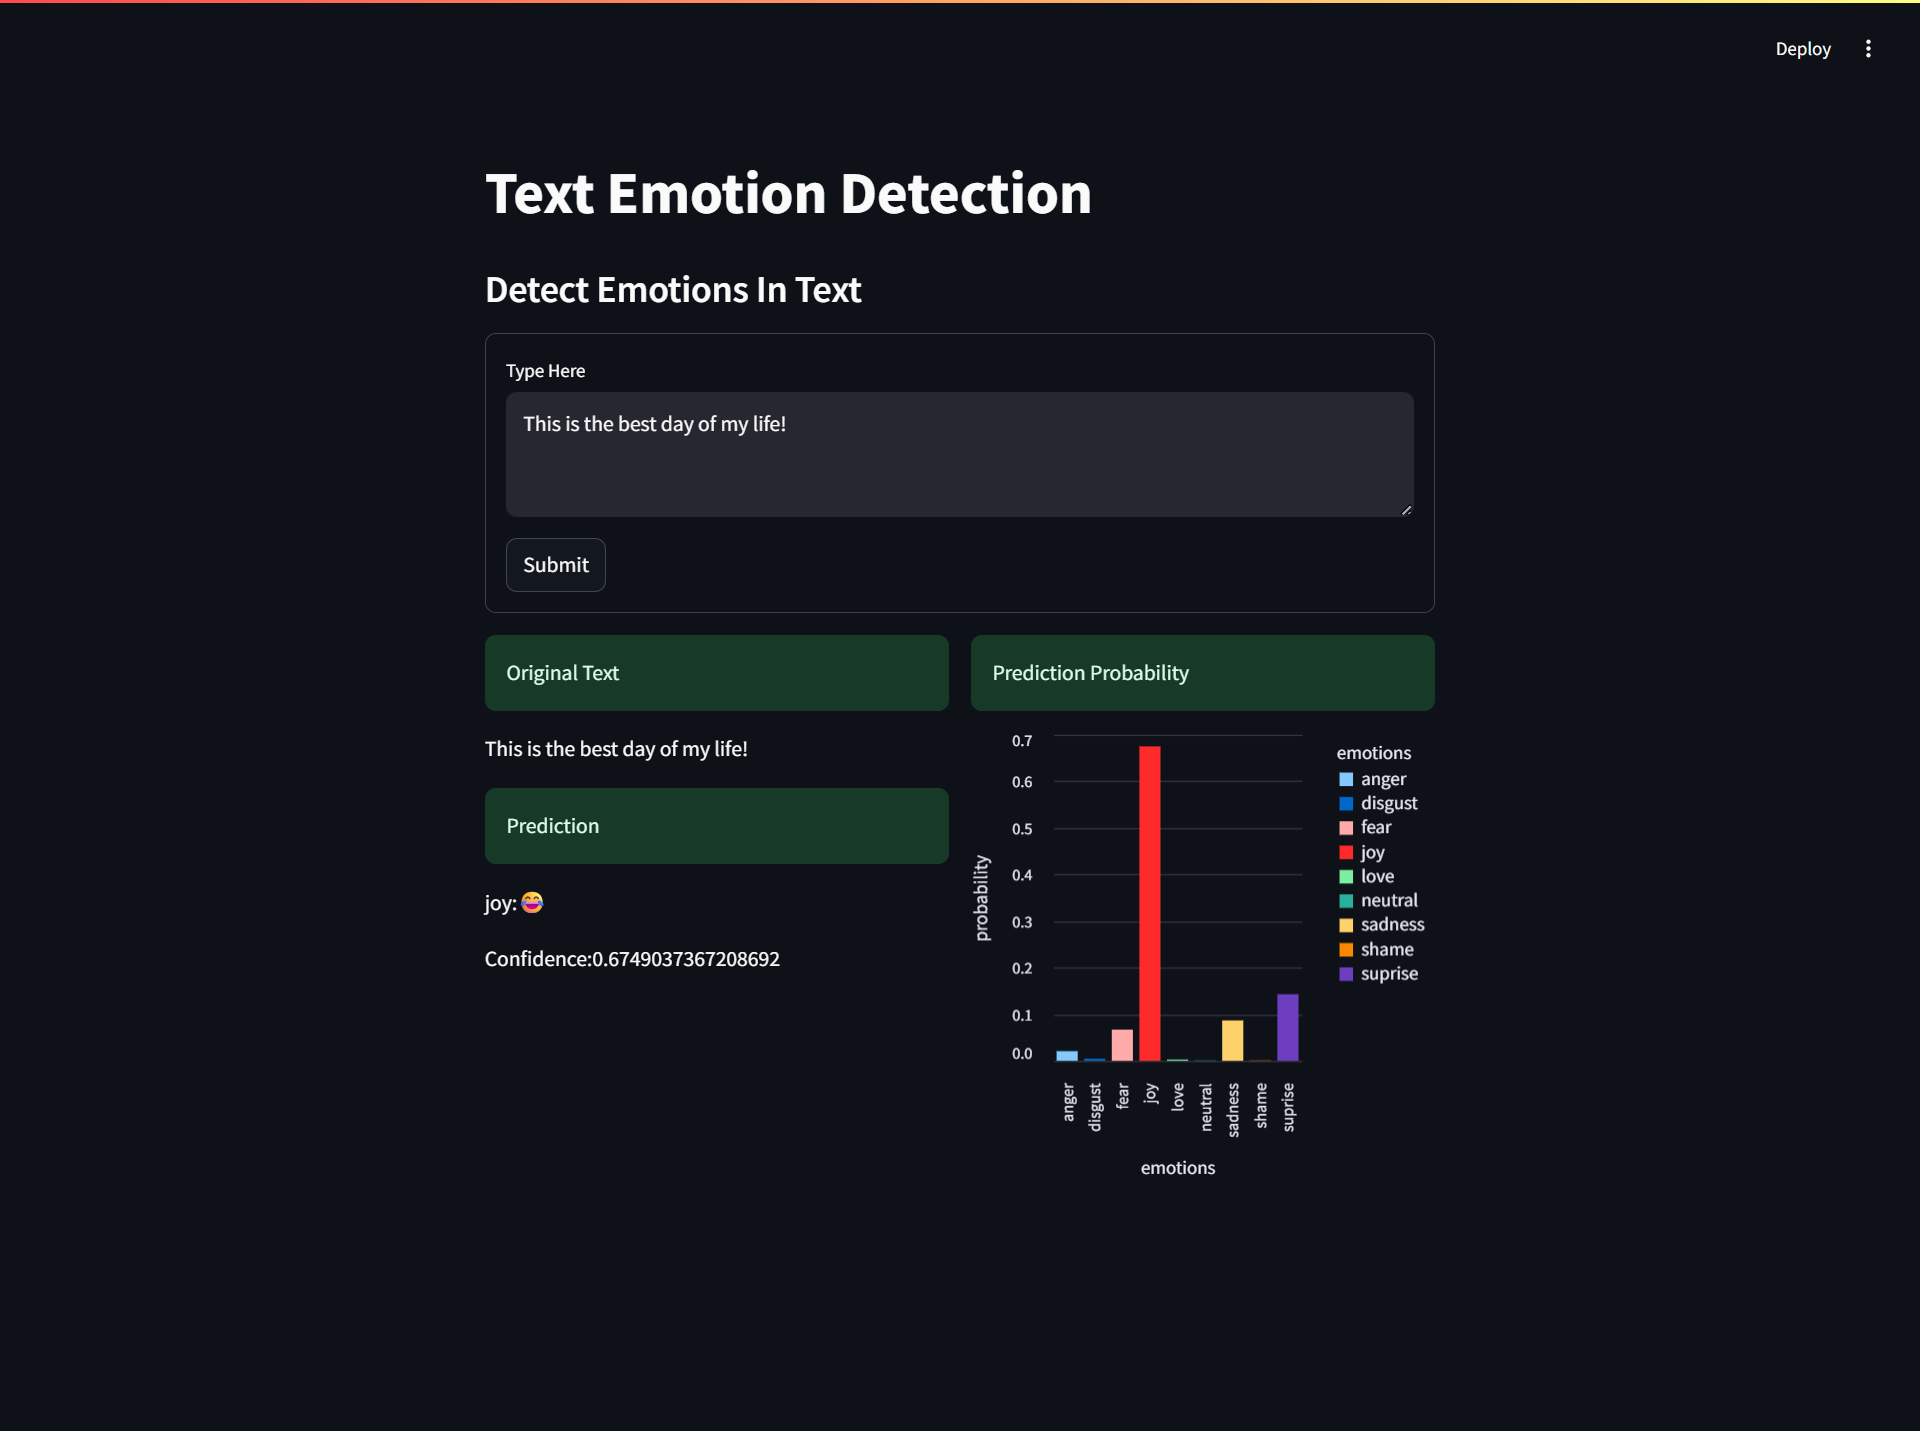 Deploy
Text Emotion Detection
Detect Emotions In Text
Type Here
This is the best day of my life!
Submit
Original Text
This is the best day of my life!
Prediction
joy:😂
Confidence:0.6749037367208692
Prediction Probability
0.7
0.6
0.5
0.4
0.3
0.2
0.1
0.0
probability
anger
disgust
fear
joy
love
neutral
sadness
shame
suprise
emotions
emotions
anger
disgust
fear
joy
love
neutral
sadness
shame
suprise